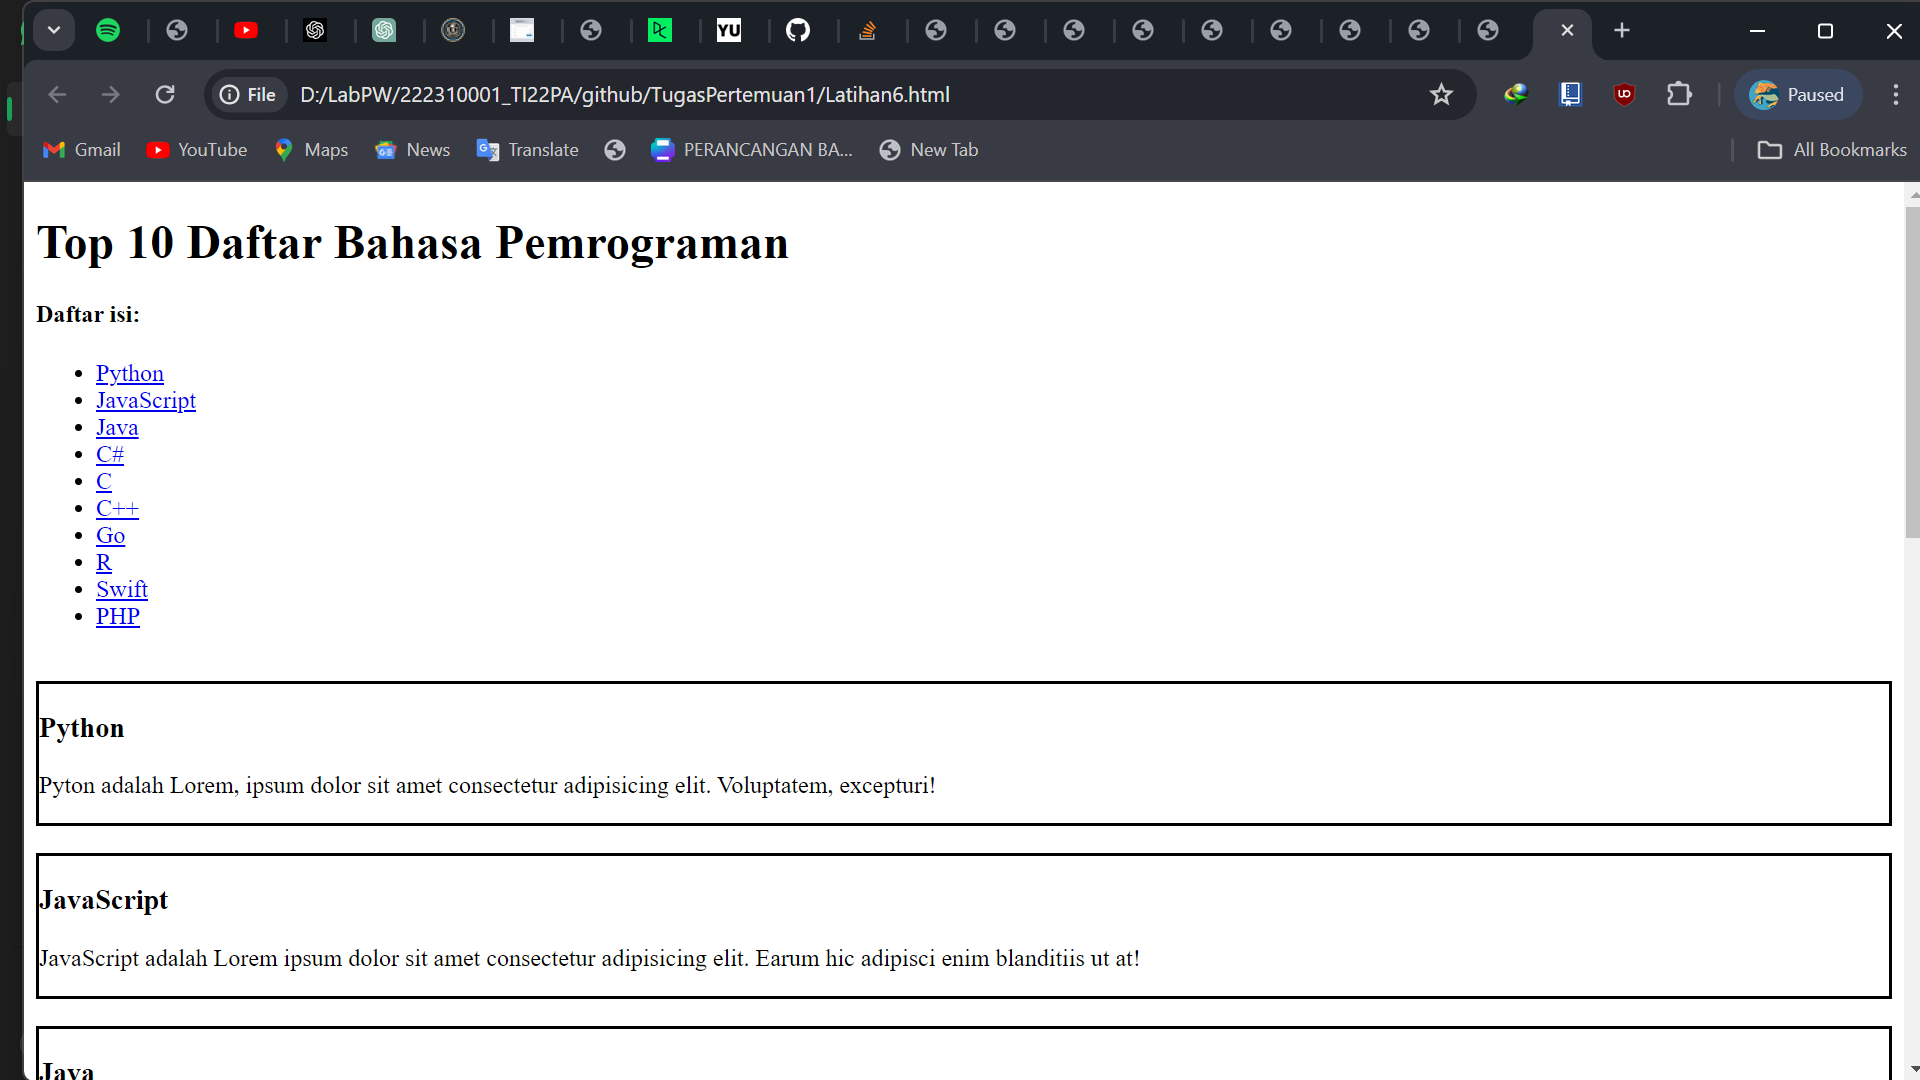 YU
File
D:/LabPW/222310001_TI22PA/github/TugasPertemuan1/Latihan6.html
Paused
Gmail
YouTube
Maps
News
Translate
PERANCANGAN BA...
New Tab
All Bookmarks
Top 10 Daftar Bahasa Pemrograman
Daftar isi:
Python
JavaScript
Java
C#
C
C++
Go
R
Swift
PHP
Python
Pyton adalah Lorem, ipsum dolor sit amet consectetur adipisicing elit. Voluptatem, excepturi!
JavaScript
JavaScript adalah Lorem ipsum dolor sit amet consectetur adipisicing elit. Earum hic adipisci enim blanditiis ut at!
Java